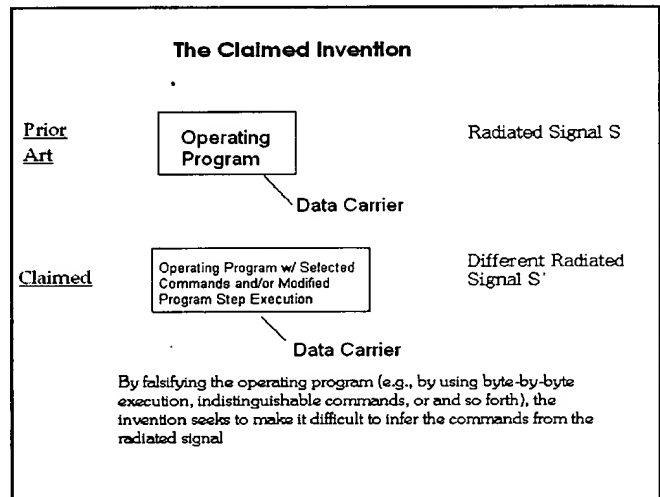 The Claimed Invention
Prior
Art
Operating
Program
Radiated Signal S
Data Carrier
Claimed
Operating Program w/ Selected
Commands and/or Modified
Program Step Execution
Different Radiated
Signal S'
Data Carrier
By falsifying the operating program (e.g., by using byte-by-byte
execution, indistinguishable commands, or and so forth), the
invention seeks to make it difficult to infer the commands from the
radiated signal